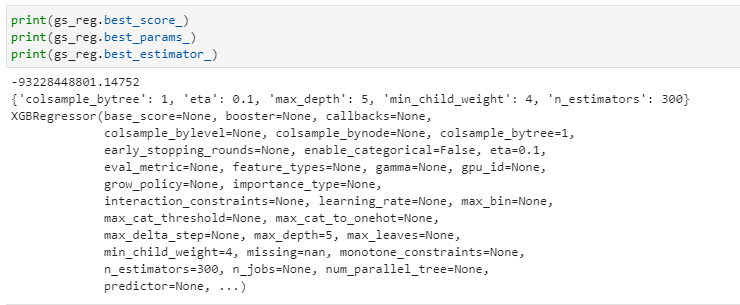 print(gs_reg.best_score_)
print(gs_reg.best_params_)
print(gs_reg.best_estimator_)
-93228448801.14752
{'colsample_bytree': 1, 'eta': 0.1, 'max_depth': 5, 'min_child_weight': 4, 'n_estimators': 300}
XGBRegressor(base_score=None, booster=None, callbacks=None,
colsample_bylevel=None, colsample_bynode=None, colsample_bytree=1,
early_stopping_rounds=None, enable_categorical=False, eta=0.1,
eval_metric=None, feature_types=None, gamma=None, gpu_id=None,
grow_policy=None, importance_type=None,
interaction_constraints=None, learning_rate=None, max_bin=None,
max_cat_threshold=None, max_cat_to_onehot=None,
max_delta_step=None, max_depth=5, max_leaves=None,
min_child_weight=4, missing=nan, monotone_constraints=None,
n_estimators=300, n_jobs=None, num_parallel_tree=None,
predictor=None, ...)